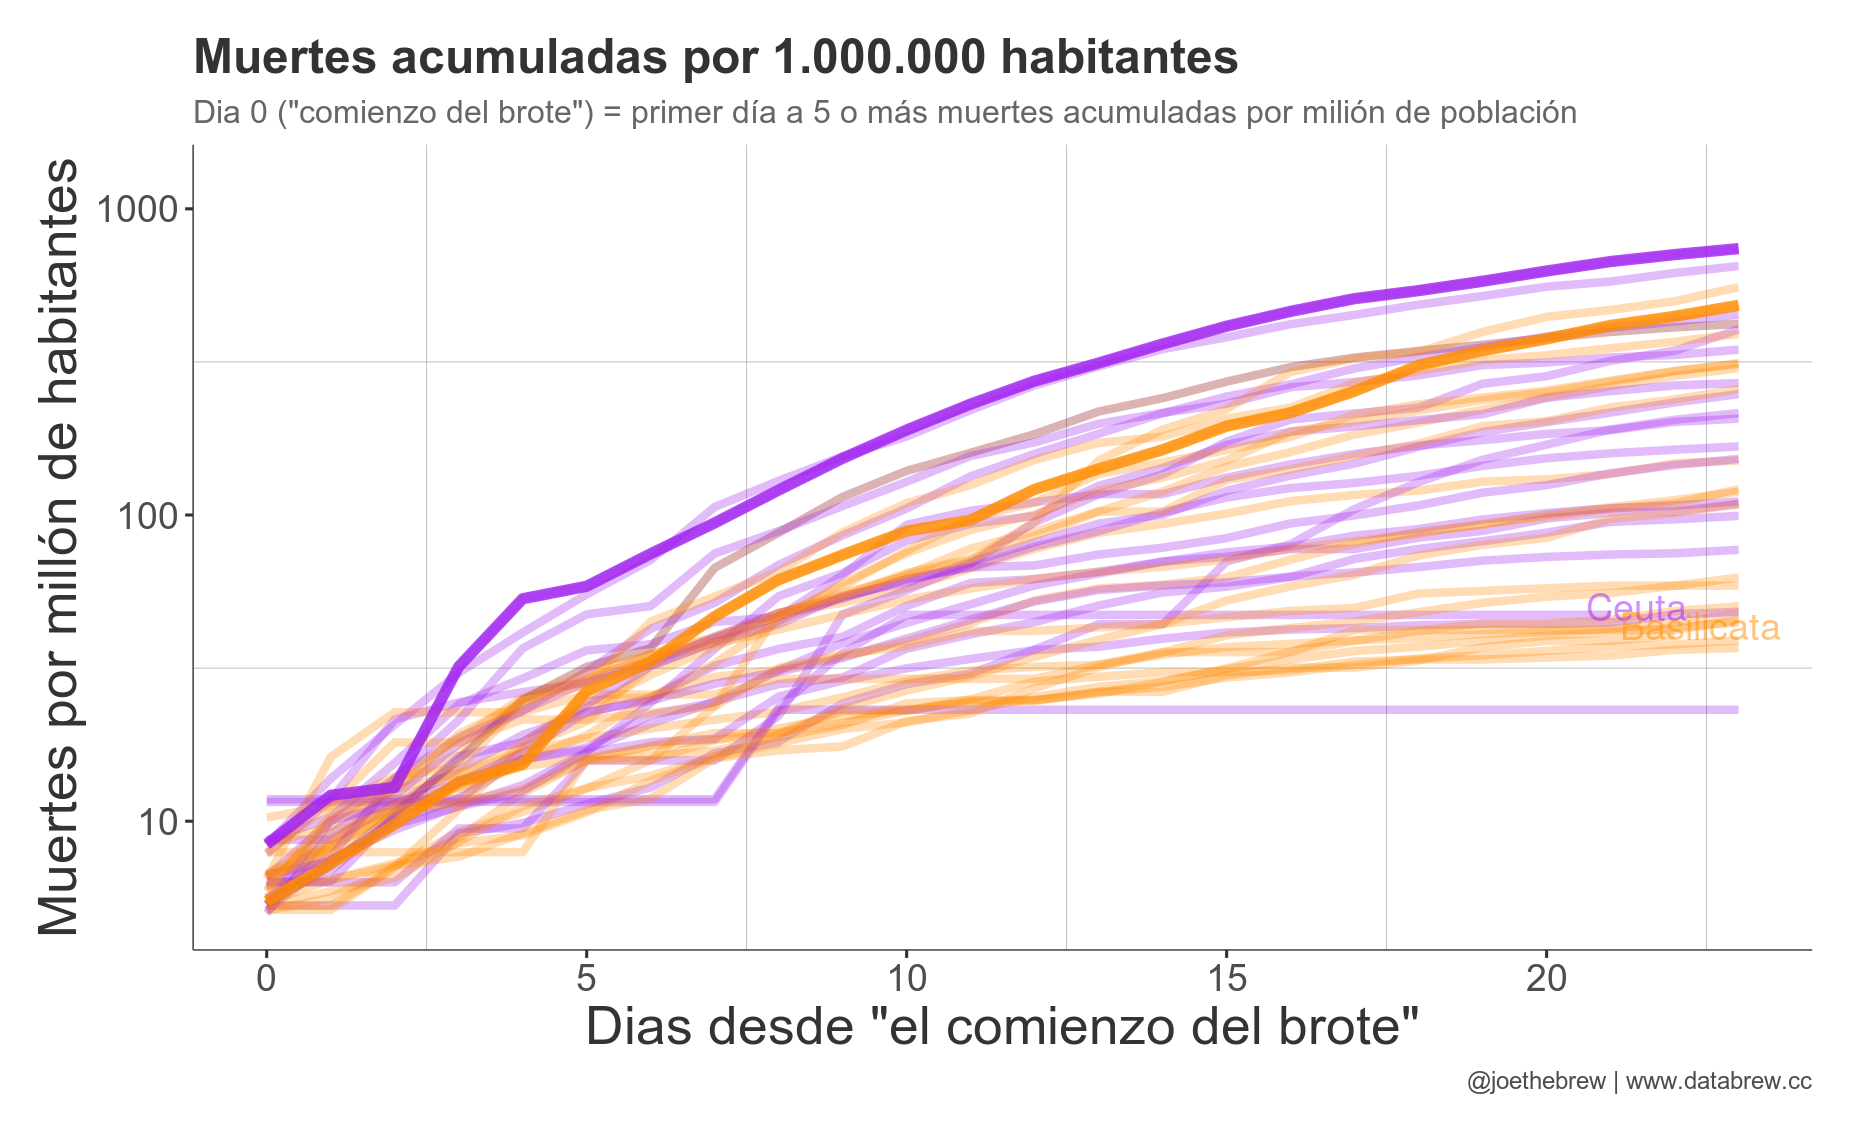 Muertes acumuladas por 1.000.000 habitantes
Dia 0 ("comienzo del brote") = primer día a 5 o más muertes acumuladas por milión de población
Muertes por millón de habitantes
1000
100
10
Ceuta
Basilicata
0 5 10 15 20
Dias desde "el comienzo del brote"
@joethebrew | www.databrew.cc